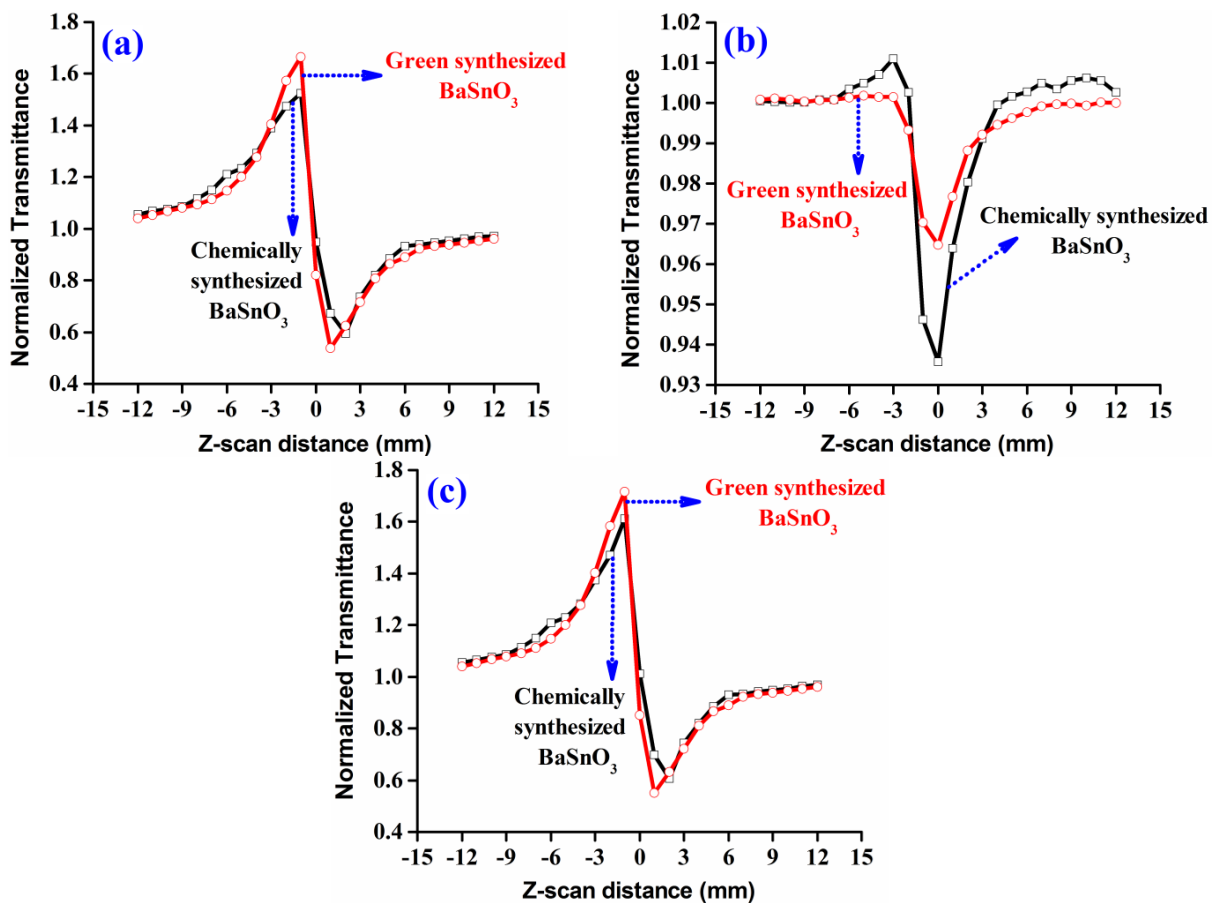 (a)
Green synthesized
BaSnO₃
Chemically
synthesized
BaSnO₃
Normalized Transmittance
1.8
1.6
1.4
1.2
1.0
0.8
0.6
0.4
-15 -12 -9 -6 -3 0 3 6 9 12 15
Z-scan distance (mm)
(b)
Green synthesized
BaSnO₃
Chemically synthesized
BaSnO₃
Normalized Transmittance
1.02
1.01
1.00
0.99
0.98
0.97
0.96
0.95
0.94
0.93
-15 -12 -9 -6 -3 0 3 6 9 12 15
Z-scan distance (mm)
(c)
Green synthesized
BaSnO₃
Chemically
synthesized
BaSnO₃
Normalized Transmittance
1.8
1.6
1.4
1.2
1.0
0.8
0.6
0.4
-15 -12 -9 -6 -3 0 3 6 9 12 15
Z-scan distance (mm)